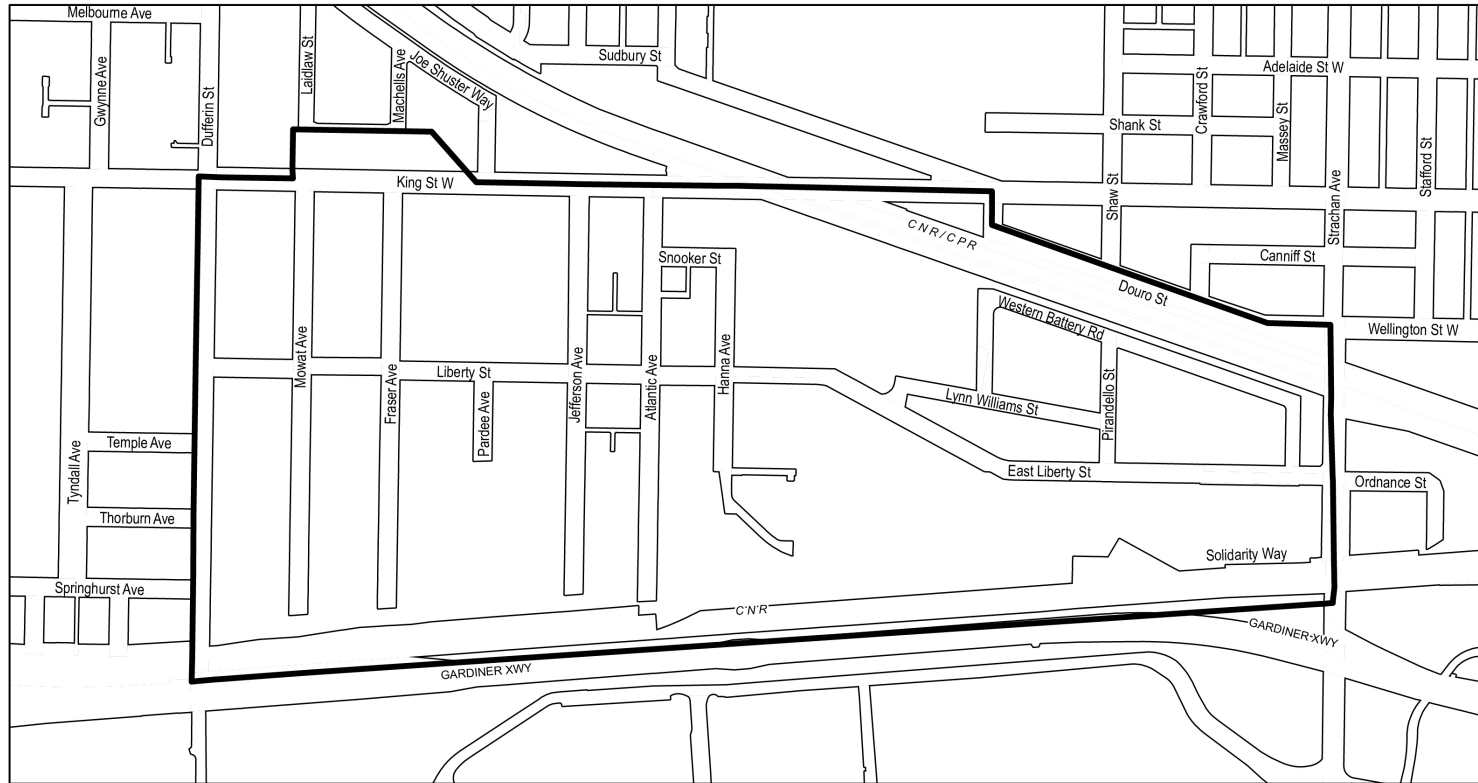 Melbourne Ave
Gwynne Ave
Dufferin St
Laidlaw St
Machells Ave
Joe Shuster Way
Sudbury St
Adelaide St W
Shank St
Crawford St
Massey St
Stafford St
Shaw St
Strachan Ave
King St W
CNR/CPR
Canniff St
Snooker St
Douro St
Wellington St W
Western Battery Rd
Mowat Ave
Fraser Ave
Liberty St
Pardee Ave
Jefferson Ave
Atlantic Ave
Hanna Ave
Lynn Williams St
Pirandello St
Temple Ave
Tyndall Ave
East Liberty St
Ordnance St
Thorburn Ave
Solidarity Way
Springhurst Ave
CNR
GARDINER XWY
GARDINER XWY